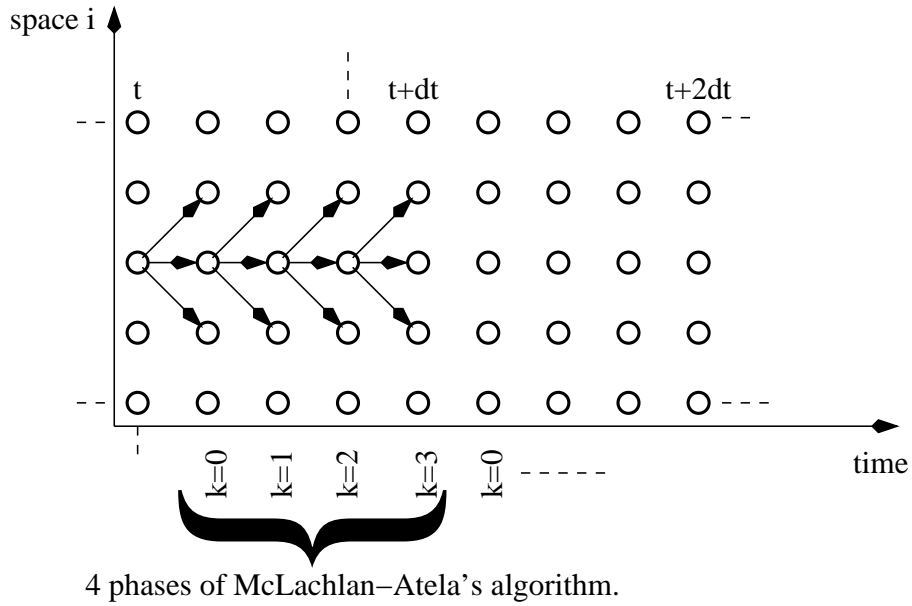 space i
t
t+dt
t+2dt
k=0
k=1
k=2
k=3
k=0
time
4 phases of McLachlan–Atela's algorithm.